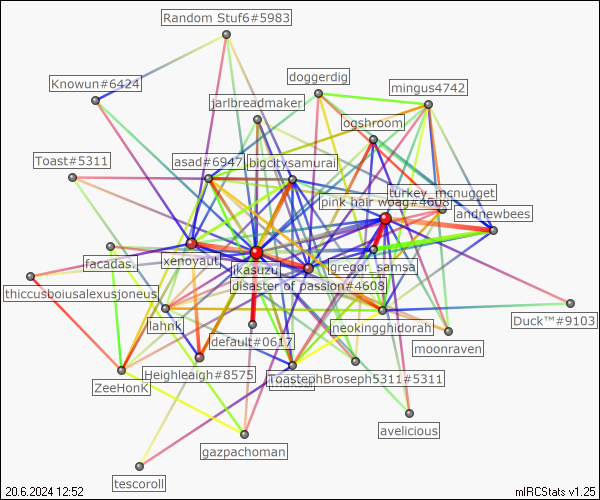 Random Stuf6#5983
doggerdig
Knowun#6424
mingus4742
jarlbreadmaker
ogshroom
Toast#5311
asad#6947
bigcitysamurai
turkey_mcnugget
pink hair woag#4608
andnewbees
facadas.
xenoyaut
ikasuzu
gregor_samsa
disaster of passion#4608
thiccusboiusalexusjoneus
lahnk
default#0617
neokingghidorah
Duck™#9103
moonraven
ZeeHonK
Heighleaigh#8575
ToastephBroseph5311#5311
avelicious
gazpachoman
tescoroll
20.6.2024 12:52
mIRCStats v1.25